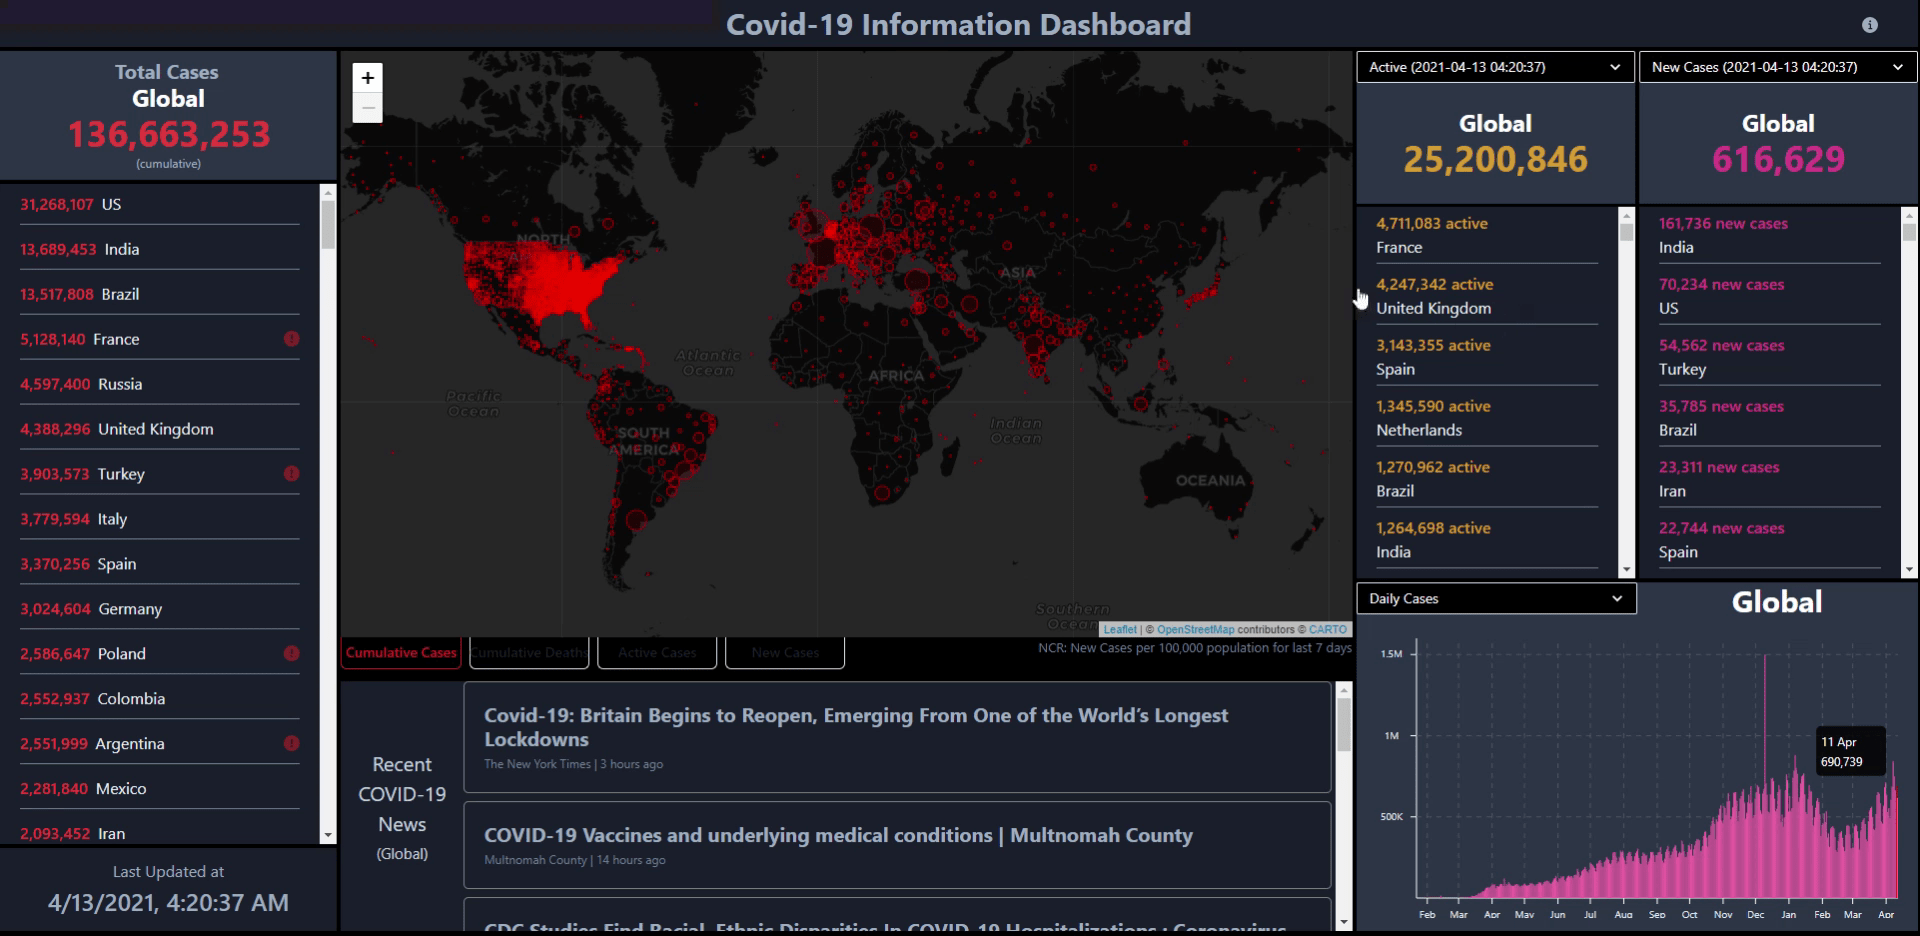 Covid-19 Information Dashboard
Total Cases
Global
136,663,253
(cumulative)
31,268,107 US
13,689,453 India
13,517,808 Brazil
5,128,140 France
4,597,400 Russia
4,388,296 United Kingdom
3,903,573 Turkey
3,779,594 Italy
3,370,256 Spain
3,024,604 Germany
2,586,647 Poland
2,552,937 Colombia
2,551,999 Argentina
2,281,840 Mexico
2,093,452 Iran
Last Updated at
4/13/2021, 4:20:37 AM
+
−
NORTH
AMERICA
Atlantic
Ocean
Pacific
Ocean
SOUTH
AMERICA
AFRICA
ASIA
Indian
Ocean
OCEANIA
Southern
Ocean
Leaflet | © OpenStreetMap contributors © CARTO
Cumulative Cases
Cumulative Deaths
Active Cases
New Cases
NCR: New Cases per 100,000 population for last 7 days
Recent
COVID-19
News
(Global)
Covid-19: Britain Begins to Reopen, Emerging From One of the World’s Longest
Lockdowns
The New York Times | 3 hours ago
COVID-19 Vaccines and underlying medical conditions | Multnomah County
Multnomah County | 14 hours ago
CDC Studies Find Racial, Ethnic Disparities In COVID-19 Hospitalizations : Coronavirus
Active (2021-04-13 04:20:37)
Global
25,200,846
4,711,083 active
France
4,247,342 active
United Kingdom
3,143,355 active
Spain
1,345,590 active
Netherlands
1,270,962 active
Brazil
1,264,698 active
India
New Cases (2021-04-13 04:20:37)
Global
616,629
161,736 new cases
India
70,234 new cases
US
54,562 new cases
Turkey
35,785 new cases
Brazil
23,311 new cases
Iran
22,744 new cases
Spain
Daily Cases
Global
1.5M
1M
500K
11 Apr
690,739
Feb Mar Apr May Jun Jul Aug Sep Oct Nov Dec Jan Feb Mar Apr